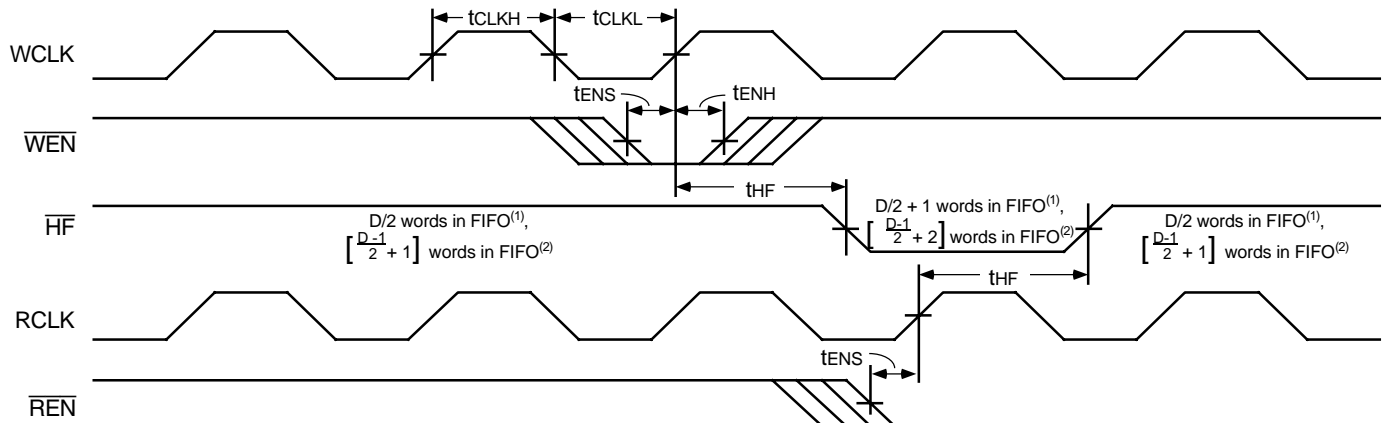 tCLKH
tCLKL
WCLK
tENS
tENH
WEN
tHF
HF
D/2 words in FIFO(1),
[D-1/2 + 1] words in FIFO(2)
D/2 + 1 words in FIFO(1),
[D-1/2 + 2] words in FIFO(2)
D/2 words in FIFO(1),
[D-1/2 + 1] words in FIFO(2)
tHF
RCLK
tENS
REN